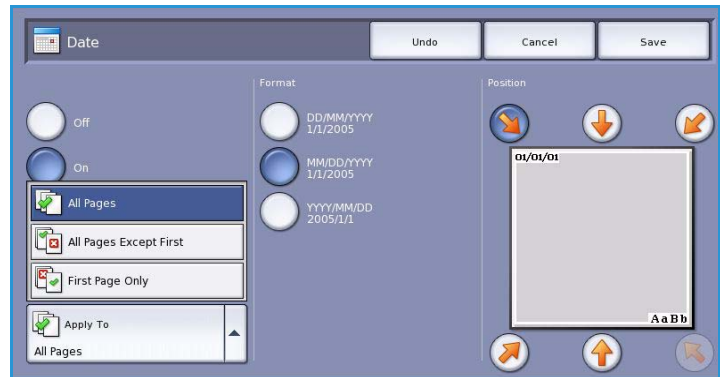 Date
Undo
Cancel
Save
Format
Position
Off
On
DD/MM/YYYY
1/1/2005
MM/DD/YYYY
1/1/2005
YYYY/MM/DD
2005/1/1
All Pages
All Pages Except First
First Page Only
Apply To
All Pages
01/01/01
AaBb